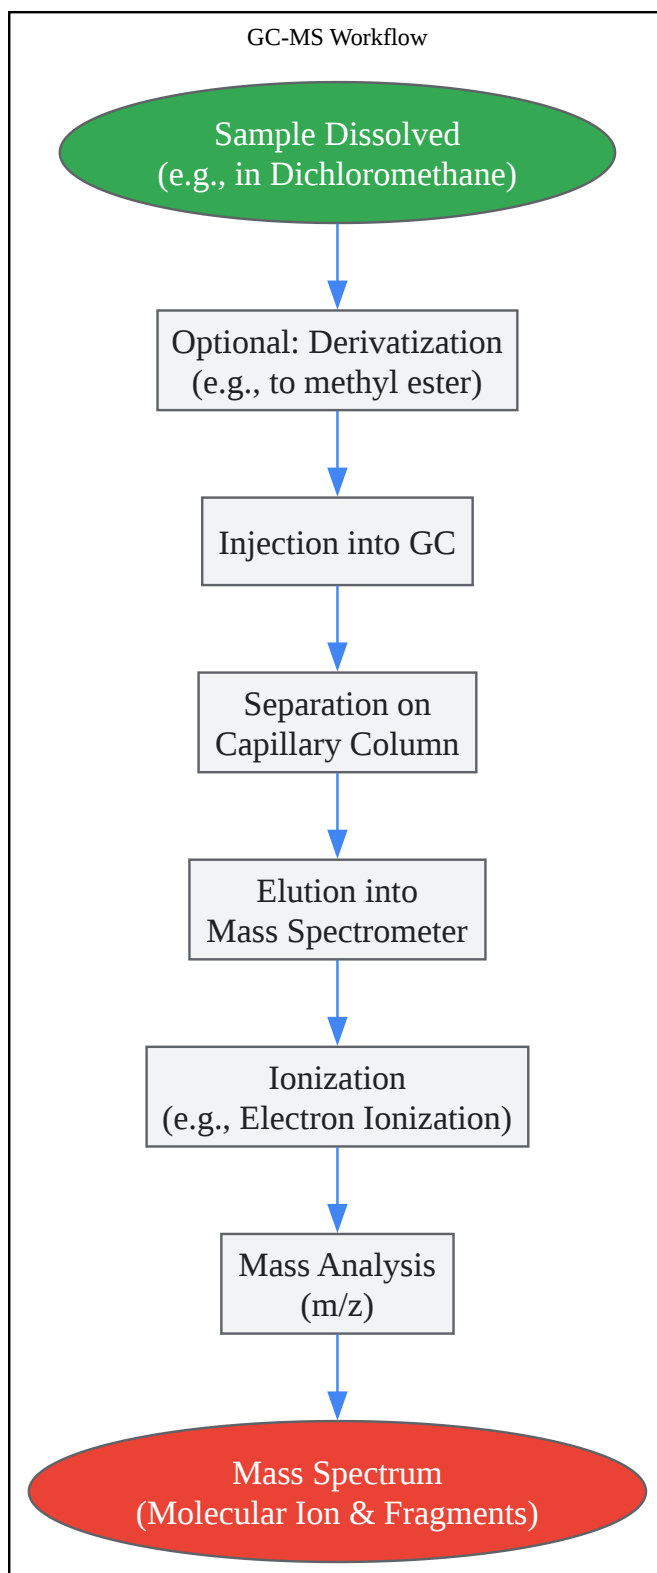 GC-MS Workflow
Sample Dissolved
(e.g., in Dichloromethane)
Optional: Derivatization
(e.g., to methyl ester)
Injection into GC
Separation on
Capillary Column
Elution into
Mass Spectrometer
Ionization
(e.g., Electron Ionization)
Mass Analysis
(m/z)
Mass Spectrum
(Molecular Ion & Fragments)